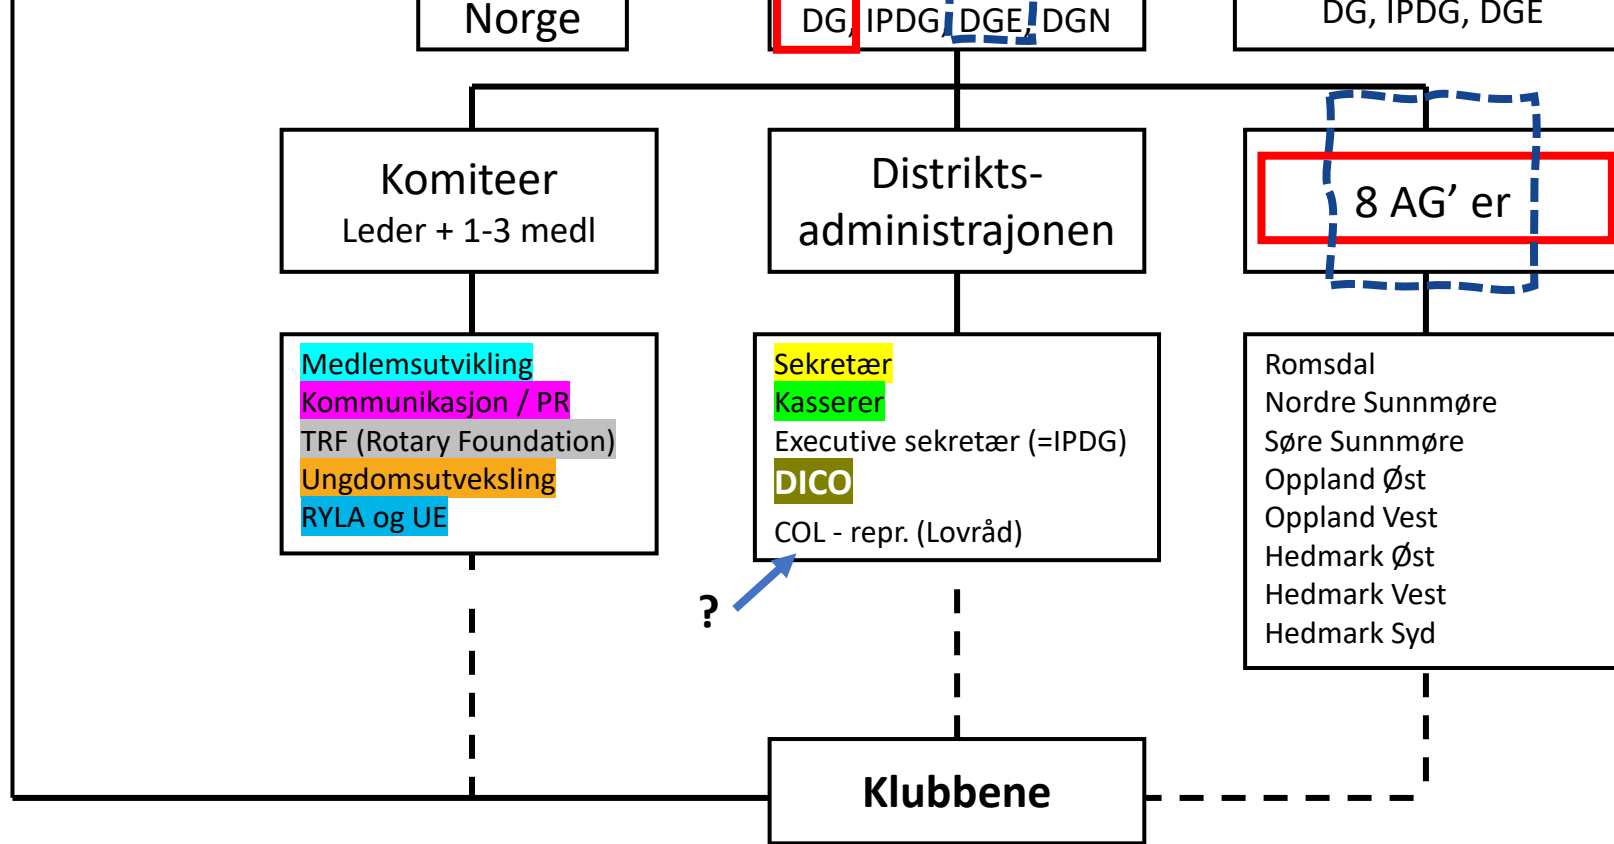 Norge
DG, IPDG, DGE, DGN
DG, IPDG, DGE
Komiteer
Leder + 1-3 medl
Distrikts-
administrajonen
8 AG’ er
Medlemsutvikling
Kommunikasjon / PR
TRF (Rotary Foundation)
Ungdomsutveksling
RYLA og UE
Sekretær
Kasserer
Executive sekretær (=IPDG)
DICO
COL - repr. (Lovråd)
?
Romsdal
Nordre Sunnmøre
Søre Sunnmøre
Oppland Øst
Oppland Vest
Hedmark Øst
Hedmark Vest
Hedmark Syd
Klubbene